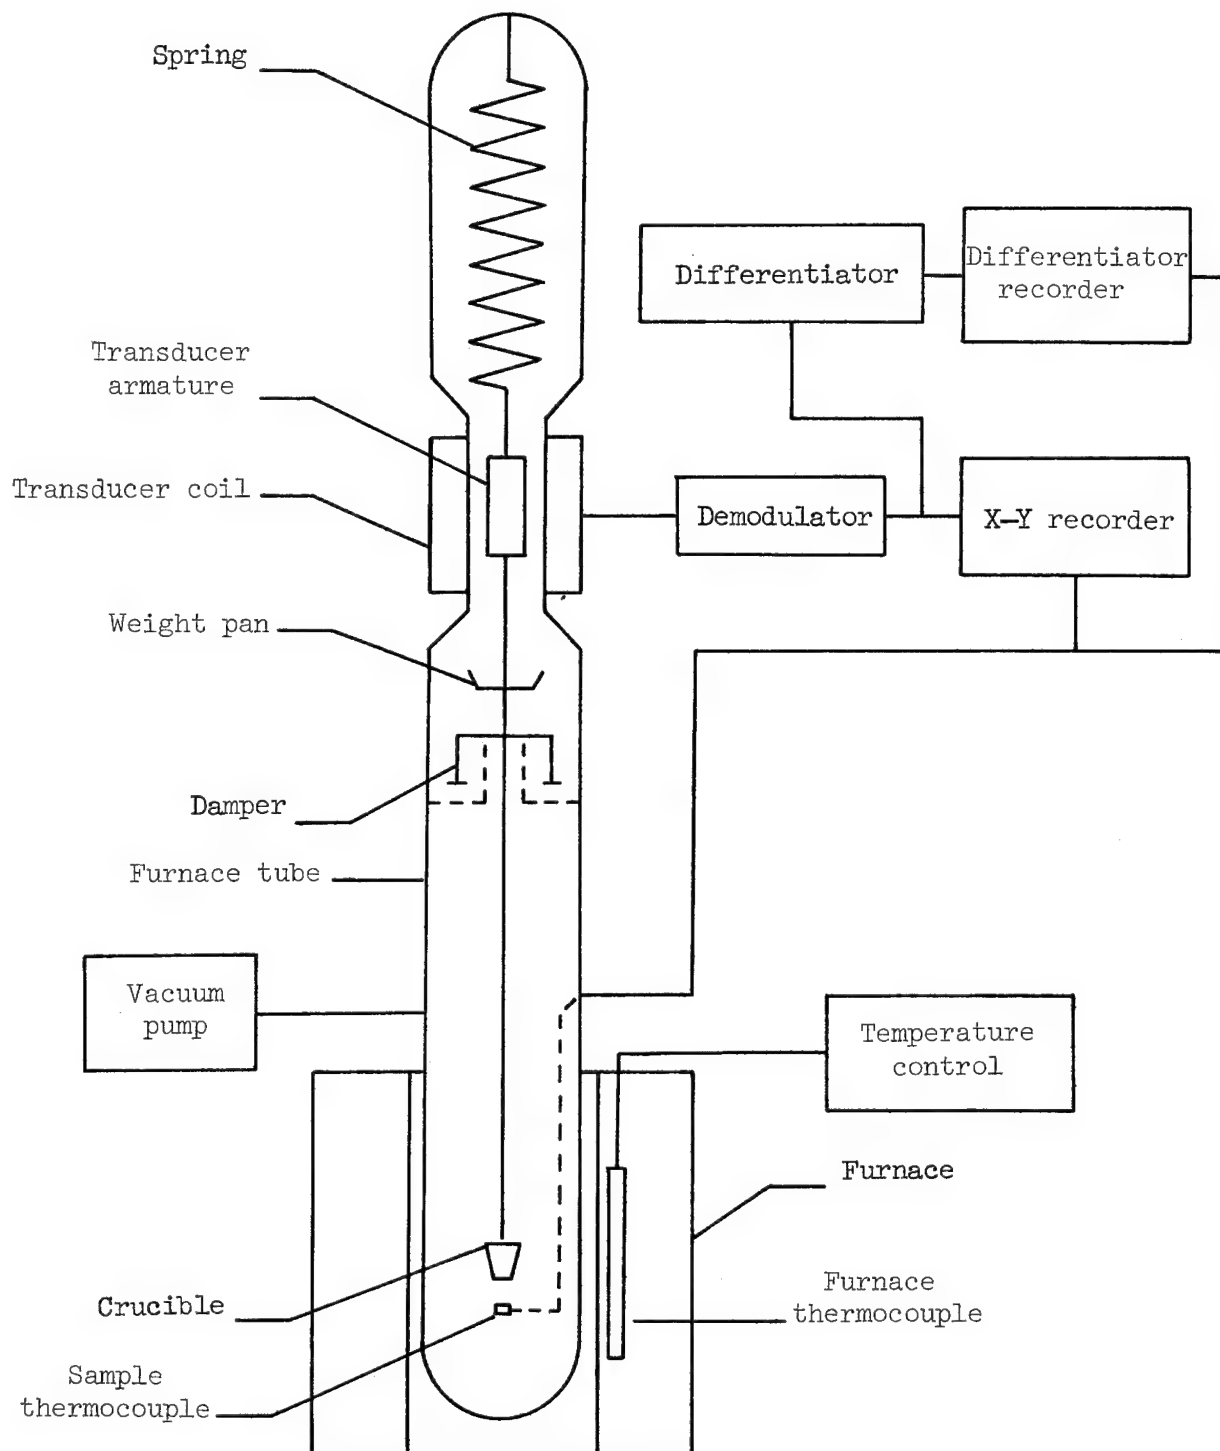 Spring
Differentiator
Differentiator
recorder
Transducer
armature
Transducer coil
Demodulator
X-Y recorder
Weight pan
Damper
Furnace tube
Vacuum
pump
Temperature
control
Furnace
Crucible
Furnace
thermocouple
Sample
thermocouple